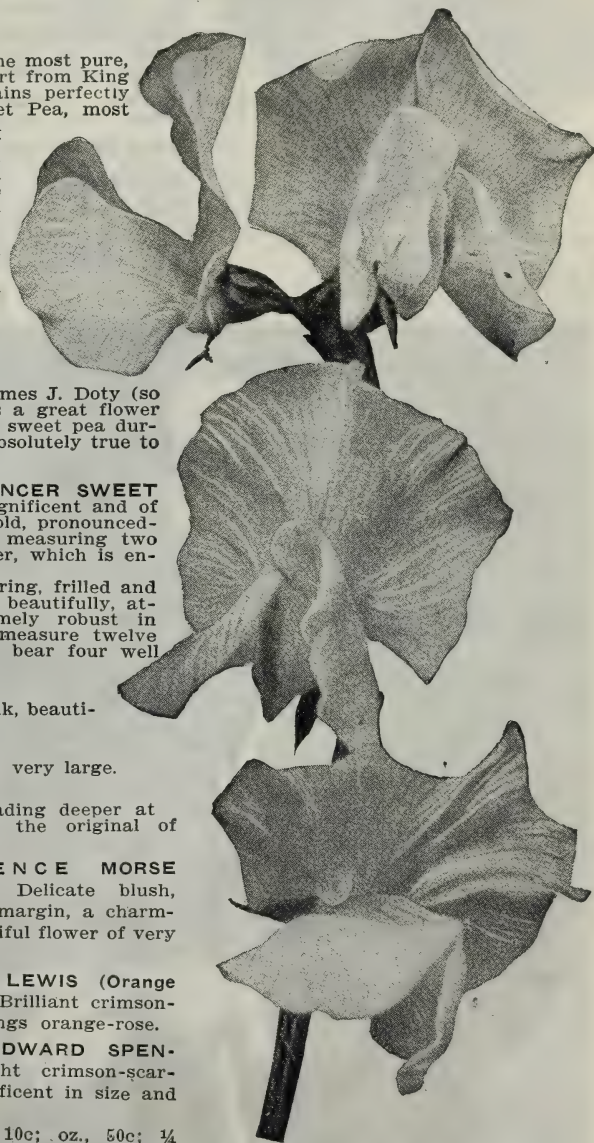 he most pure,
rt from King
ains perfectly
et Pea, most
mes J. Doty (so
s a great flower
sweet pea dur-
bsolutely true to
NCER SWEET
gnificent and of
old, pronounced-
measuring two
er, which is en-
ring, frilled and
beautifully, at-
mely robust in
measure twelve
bear four well
k, beauti-
very large.
ading deeper at
the original of
ENCE MORSE
Delicate blush,
margin, a charm-
iful flower of very
LEWIS (Orange
Brilliant crimson-
ngs orange-rose.
DWARD SPEN-
ht crimson-scar-
ficent in size and
10c; oz., 50c; ¼